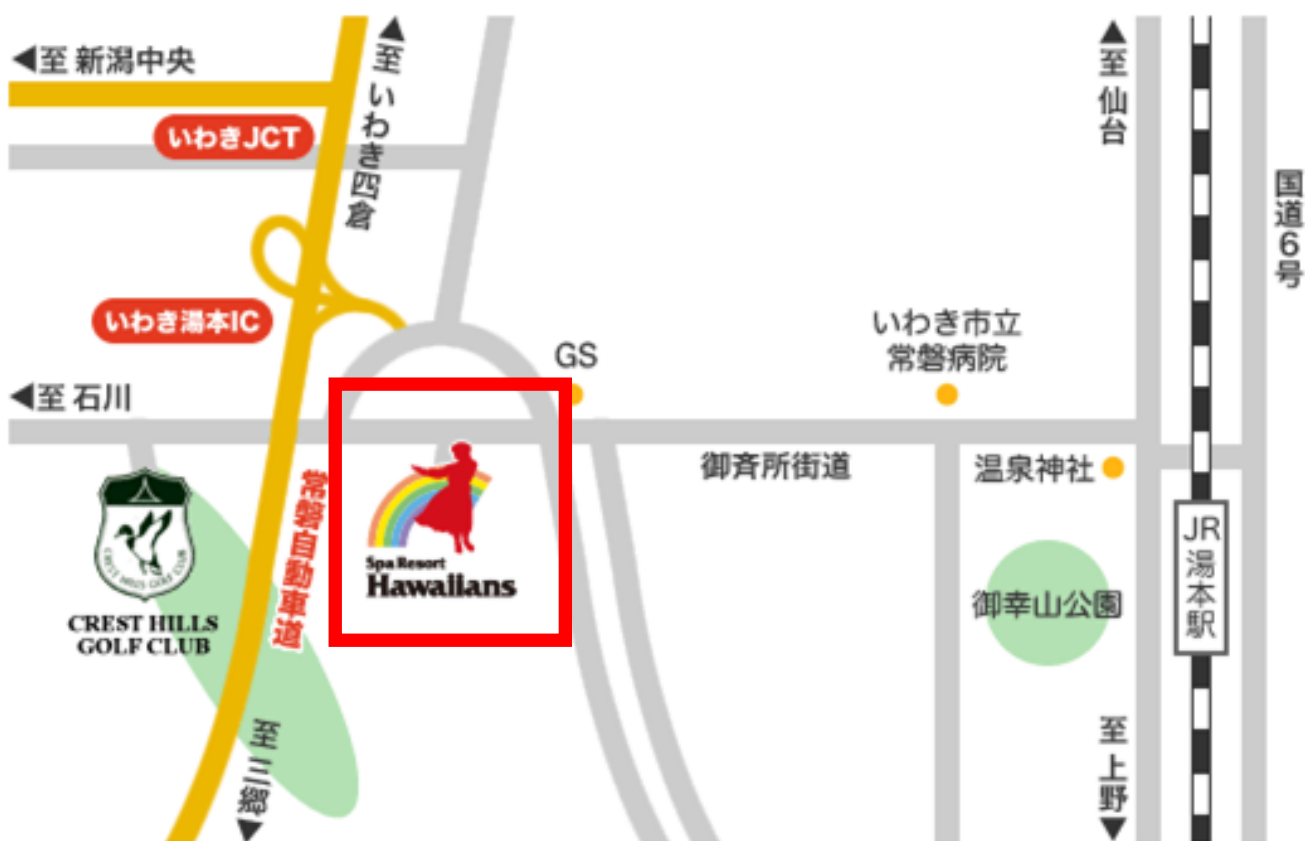 ◀至 新潟中央
いわきJCT
▲至 いわき四倉
▲至 仙台
国道6号
いわき湯本IC
GS
いわき市立
常磐病院
◀至 石川
御斉所街道
温泉神社
常磐自動車道
CREST HILLS GOLF CLUB
CREST HILLS
GOLF CLUB
Spa Resort
Hawaiians
JR湯本駅
御幸山公園
至 三郷▼
至 上野▼